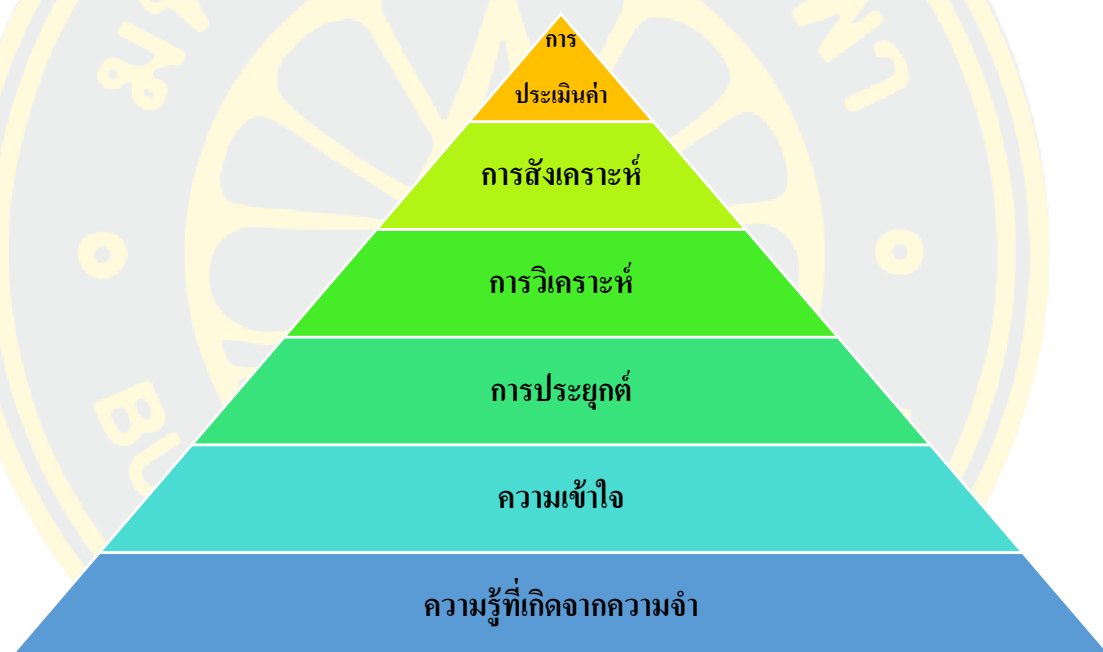 การ
ประเมินค่า
การสังเคราะห์
การวิเคราะห์
การประยุกต์
ความเข้าใจ
ความรู้ที่เกิดจากความจำ